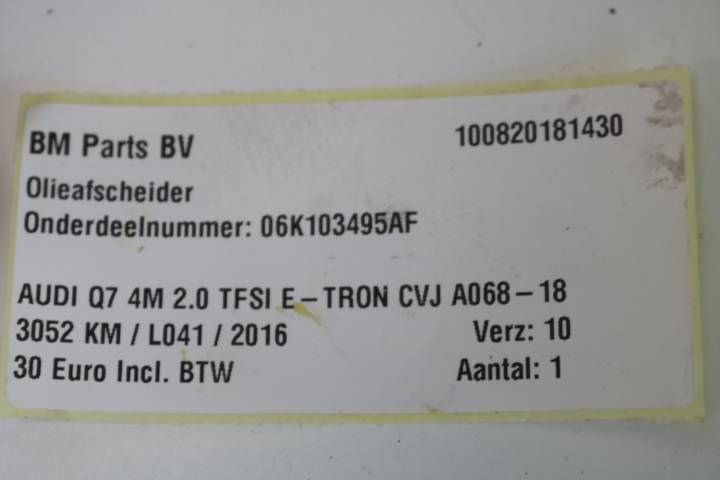 BM Parts BV 100820181430
Olieafscheider
Onderdeelnummer: 06K103495AF
AUDI Q7 4M 2.0 TFSI E-TRON CVJ A068-18
3052 KM / L041 / 2016 Verz: 10
30 Euro Incl. BTW Aantal: 1